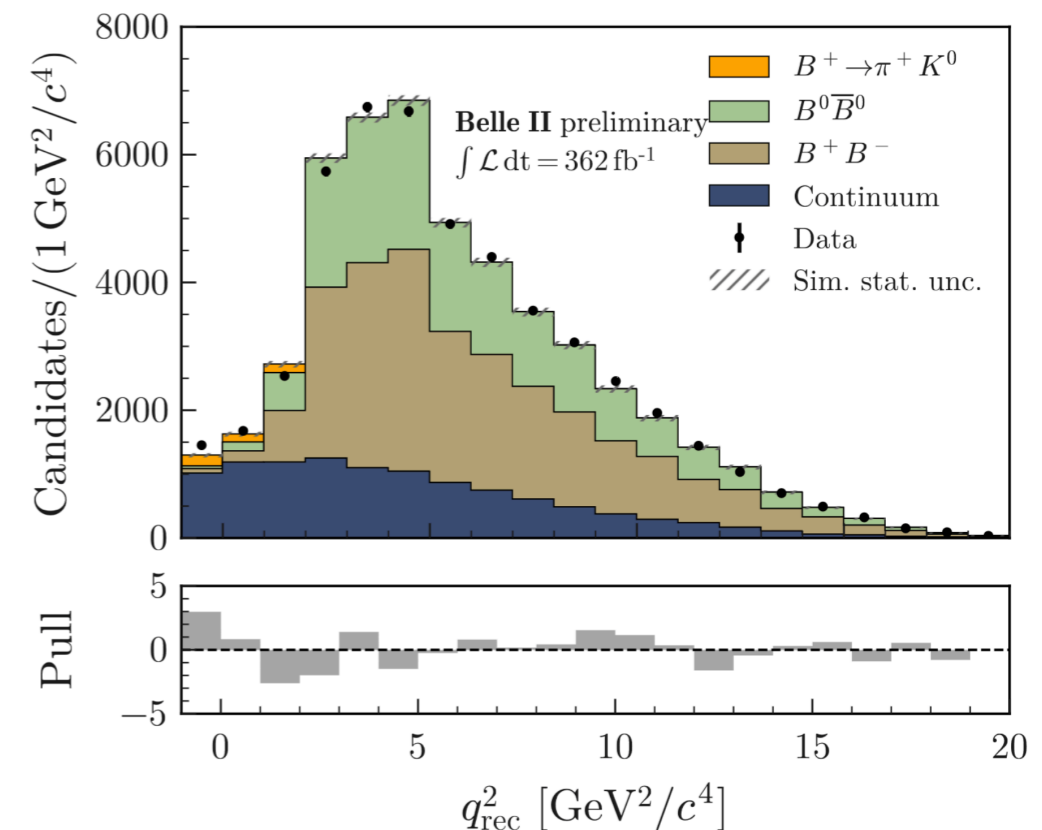 8000
6000
4000
2000
0
Candidates/(1 GeV²/c⁴)
Belle II preliminary
∫ ℒ dt = 362 fb⁻¹
B⁺→π⁺K⁰
B⁰B̅⁰
B⁺B⁻
Continuum
Data
Sim. stat. unc.
5
0
−5
Pull
0 5 10 15 20
q²rec [GeV²/c⁴]